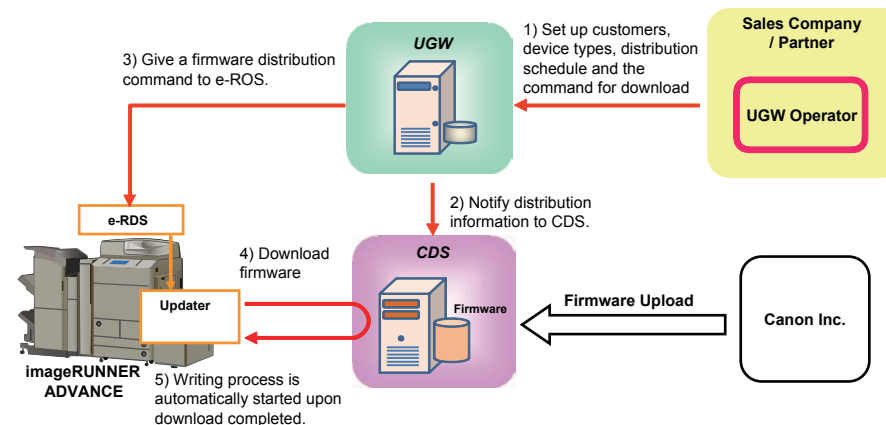 UGW
1) Set up customers,
device types, distribution
schedule and the
command for download
Sales Company
/ Partner
UGW Operator
3) Give a firmware distribution
command to e-ROS.
2) Notify distribution
information to CDS.
e-RDS
4) Download
firmware
CDS
Updater
Firmware
Firmware Upload
Canon Inc.
imageRUNNER
ADVANCE
5) Writing process is
automatically started upon
download completed.